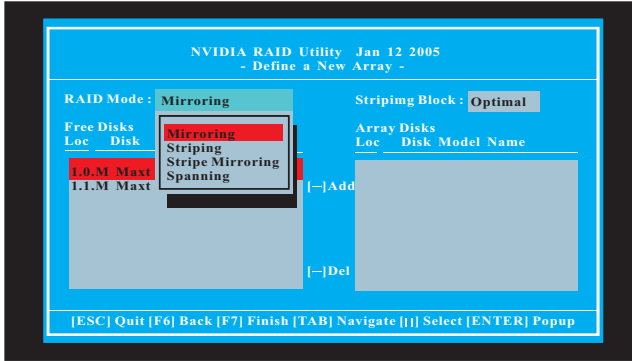 NVIDIA RAID Utility Jan 12 2005
- Define a New Array -
RAID Mode : Mirroring
Stripimg Block : Optimal
Mirroring
Striping
Stripe Mirroring
Spanning
Free Disks
Loc Disk
1.0.M Maxt
1.1.M Maxt
[—]Add
[—]Del
Array Disks
Loc Disk Model Name
[ESC] Quit [F6] Back [F7] Finish [TAB] Navigate [||] Select [ENTER] Popup